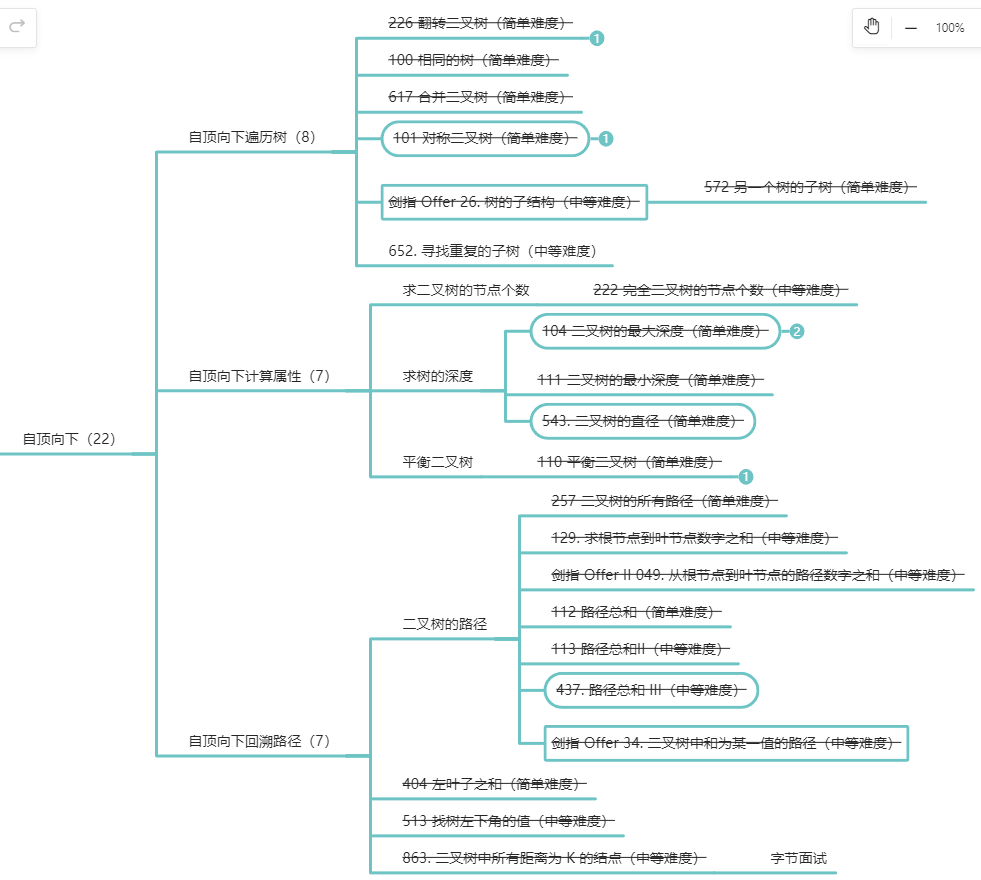 100%
自顶向下（22）
自顶向下遍历树（8）
226 翻转二叉树（简单难度）
1
100 相同的树（简单难度）
617 合并二叉树（简单难度）
101 对称二叉树（简单难度）
1
剑指 Offer 26. 树的子结构（中等难度）
572 另一个树的子树（简单难度）
652. 寻找重复的子树（中等难度）
自顶向下计算属性（7）
求二叉树的节点个数
222 完全二叉树的节点个数（中等难度）
求树的深度
104 二叉树的最大深度（简单难度）
2
111 二叉树的最小深度（简单难度）
543. 二叉树的直径（简单难度）
平衡二叉树
110 平衡二叉树（简单难度）
1
自顶向下回溯路径（7）
二叉树的路径
257 二叉树的所有路径（简单难度）
129. 求根节点到叶节点数字之和（中等难度）
剑指 Offer II 049. 从根节点到叶节点的路径数字之和（中等难度）
112 路径总和（简单难度）
113 路径总和II（中等难度）
437. 路径总和 III（中等难度）
剑指 Offer 34. 二叉树中和为某一值的路径（中等难度）
404 左叶子之和（简单难度）
513 找树左下角的值（中等难度）
863. 二叉树中所有距离为 K 的结点（中等难度）
字节面试